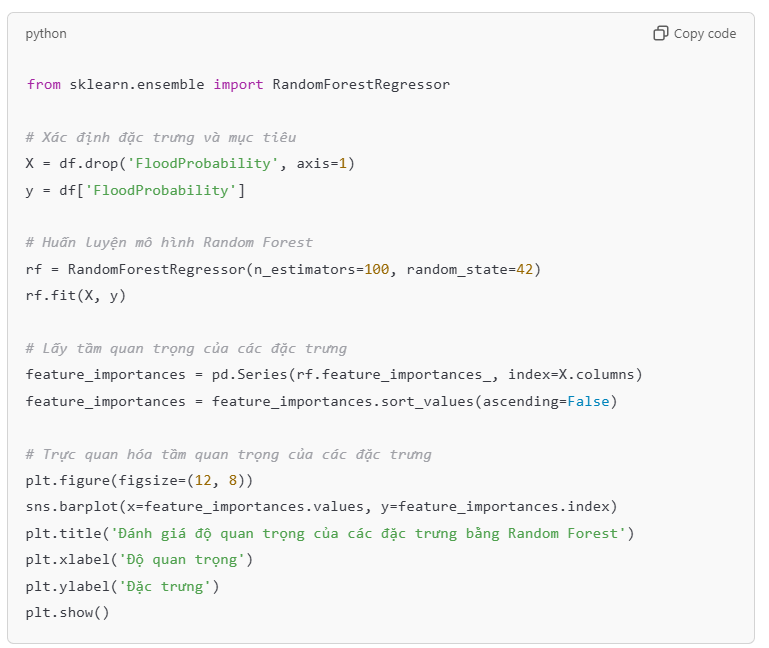 python
Copy code
from sklearn.ensemble import RandomForestRegressor
# Xác định đặc trưng và mục tiêu
X = df.drop('FloodProbability', axis=1)
y = df['FloodProbability']
# Huấn luyện mô hình Random Forest
rf = RandomForestRegressor(n_estimators=100, random_state=42)
rf.fit(X, y)
# Lấy tầm quan trọng của các đặc trưng
feature_importances = pd.Series(rf.feature_importances_, index=X.columns)
feature_importances = feature_importances.sort_values(ascending=False)
# Trực quan hóa tầm quan trọng của các đặc trưng
plt.figure(figsize=(12, 8))
sns.barplot(x=feature_importances.values, y=feature_importances.index)
plt.title('Đánh giá độ quan trọng của các đặc trưng bằng Random Forest')
plt.xlabel('Độ quan trọng')
plt.ylabel('Đặc trưng')
plt.show()